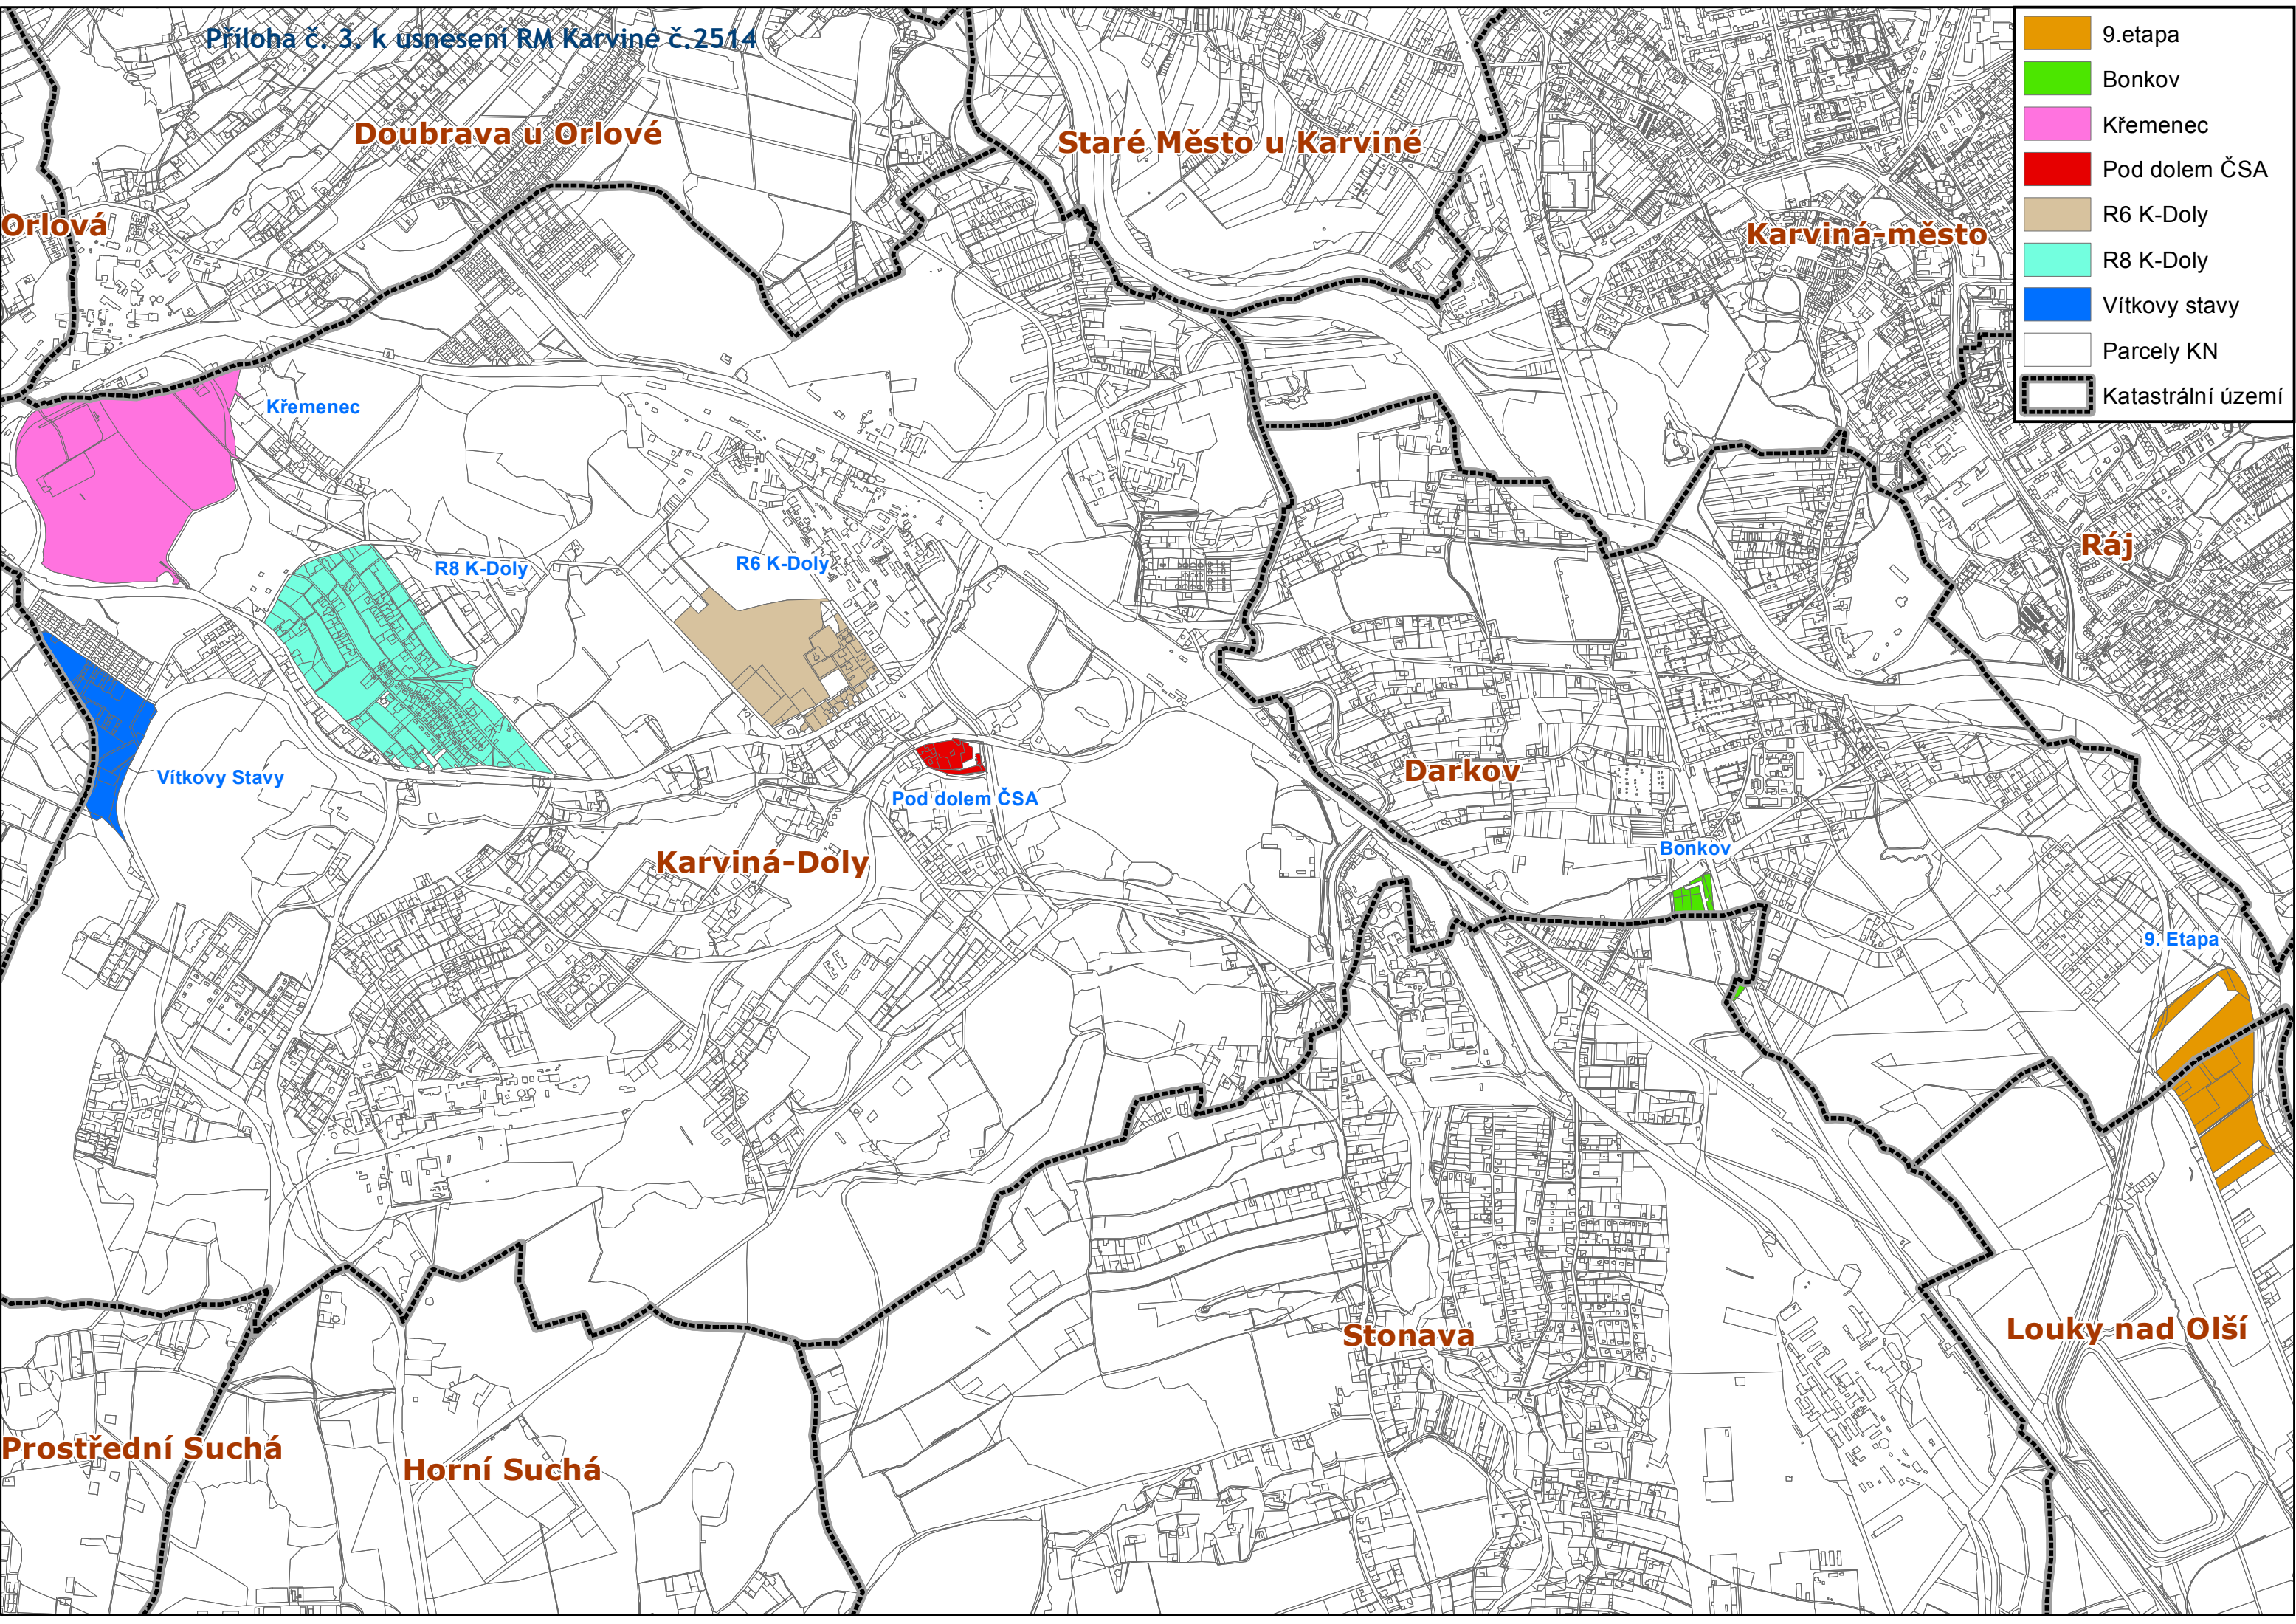 Příloha č. 3. k usnesení RM Karviné č.2514
9.etapa
Bonkov
Křemenec
Pod dolem ČSA
R6 K-Doly
R8 K-Doly
Vítkovy stavy
Parcely KN
Katastrální území
Doubrava u Orlové
Staré Město u Karviné
Orlová
Karviná-město
Křemenec
Ráj
R8 K-Doly
R6 K-Doly
Vítkovy Stavy
Darkov
Pod dolem ČSA
Bonkov
Karviná-Doly
9. Etapa
Louky nad Olší
Stonava
Prostřední Suchá
Horní Suchá